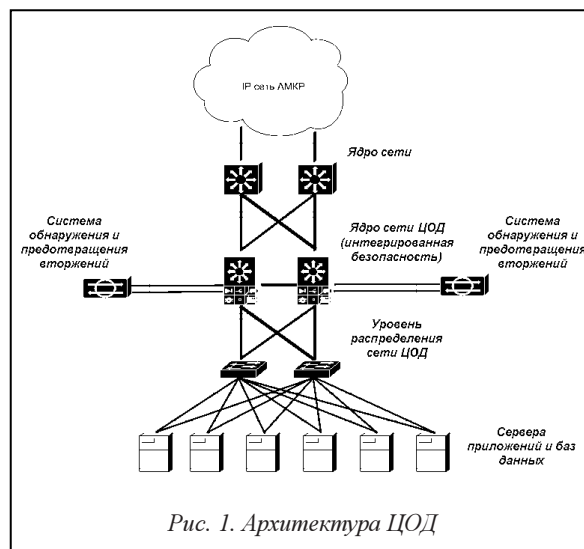 IP сеть АМКР
Ядро сети
Система
обнаружения и
предотвращения
вторжений
Ядро сети ЦОД
(интегрированная
безопасность)
Система
обнаружения и
предотвращения
вторжений
Уровень
распределения
сети ЦОД
Сервера
приложений и баз
данных
Рис. 1. Архитектура ЦОД